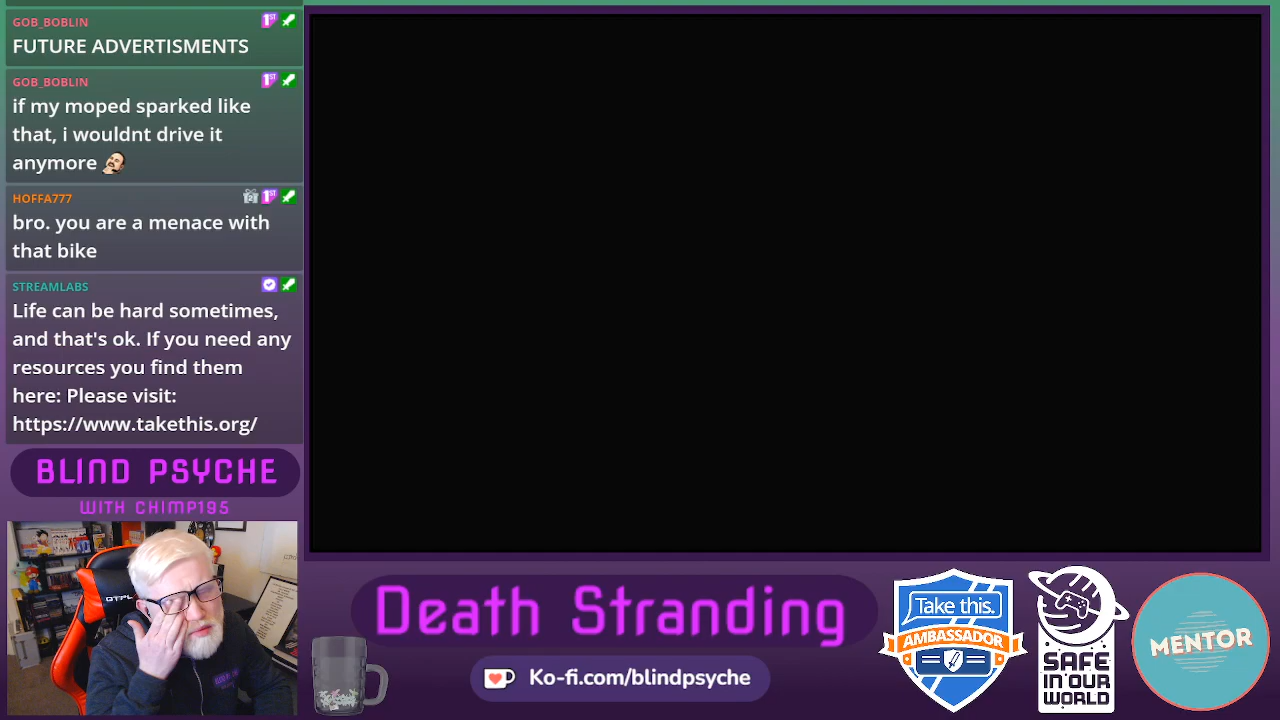 GOB_BOBLIN
FUTURE ADVERTISMENTS
GOB_BOBLIN
if my moped sparked like
that, i wouldnt drive it
anymore
HOFFA777
bro. you are a menace with
that bike
STREAMLABS
Life can be hard sometimes,
and that's ok. If you need any
resources you find them
here: Please visit:
https://www.takethis.org/
BLIND PSYCHE
WITH CHIMP195
Death Stranding
Ko-fi.com/blindpsyche
Take this.
AMBASSADOR
SAFE
IN OUR
WORLD
MENTOR